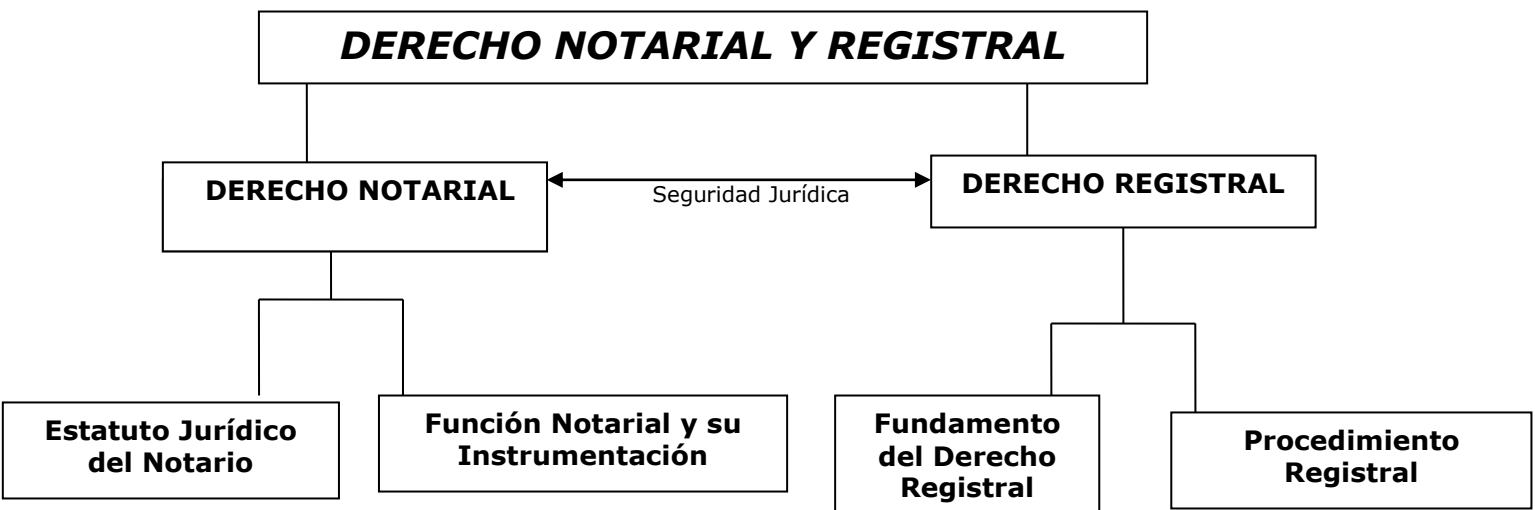 DERECHO NOTARIAL Y REGISTRAL
DERECHO NOTARIAL
Seguridad Jurídica
DERECHO REGISTRAL
Estatuto Jurídico
del Notario
Función Notarial y su
Instrumentación
Fundamento
del Derecho
Registral
Procedimiento
Registral